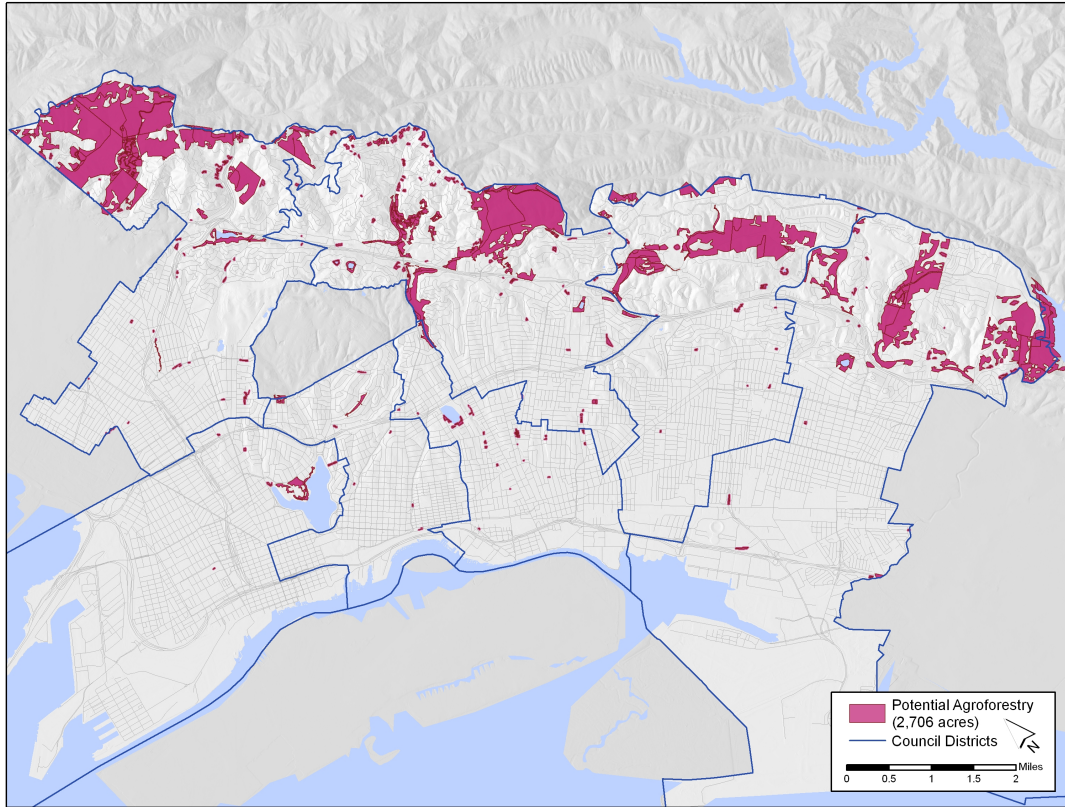 Potential Agroforestry
(2,706 acres)
Council Districts
N
Miles
0 0.5 1 1.5 2